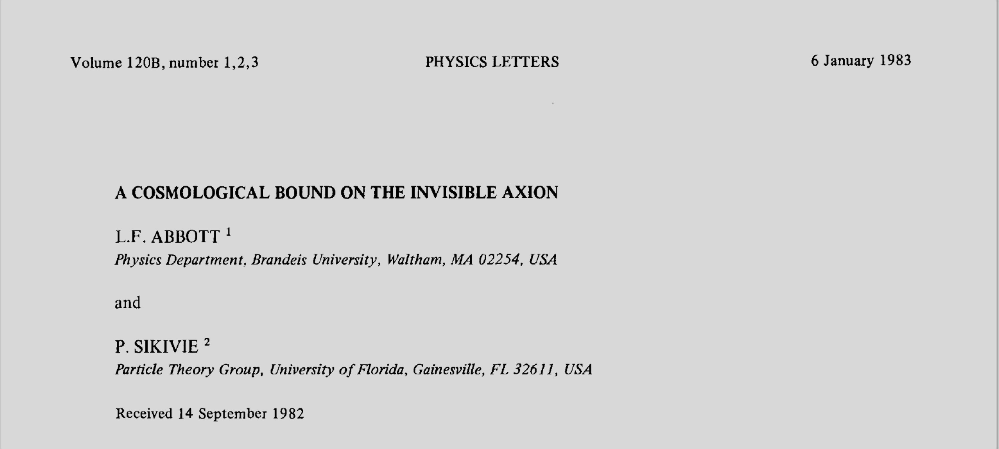 Volume 120B, number 1,2,3
PHYSICS LETTERS
6 January 1983
A COSMOLOGICAL BOUND ON THE INVISIBLE AXION
L.F. ABBOTT 1
Physics Department, Brandeis University, Waltham, MA 02254, USA
and
P. SIKIVIE 2
Particle Theory Group, University of Florida, Gainesville, FL 32611, USA
Received 14 September 1982